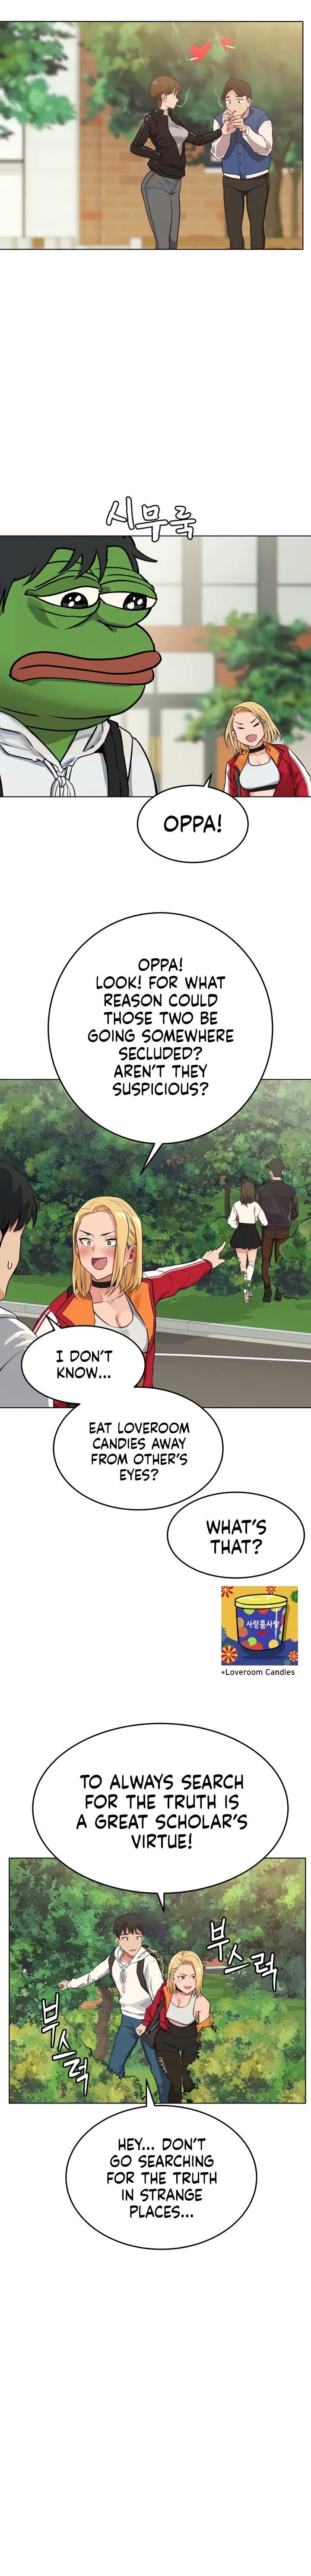 시무룩
OPPA!
OPPA!
LOOK! FOR WHAT
REASON COULD
THOSE TWO BE
GOING SOMEWHERE
SECLUDED?
AREN'T THEY
SUSPICIOUS?
I DON'T
KNOW...
EAT LOVEROOM
CANDIES AWAY
FROM OTHER'S
EYES?
WHAT'S
THAT?
사랑품사탕
*Loveroom Candies
TO ALWAYS SEARCH
FOR THE TRUTH IS
A GREAT SCHOLAR'S
VIRTUE!
부스럭
부스럭
HEY... DON'T
GO SEARCHING
FOR THE TRUTH
IN STRANGE
PLACES...